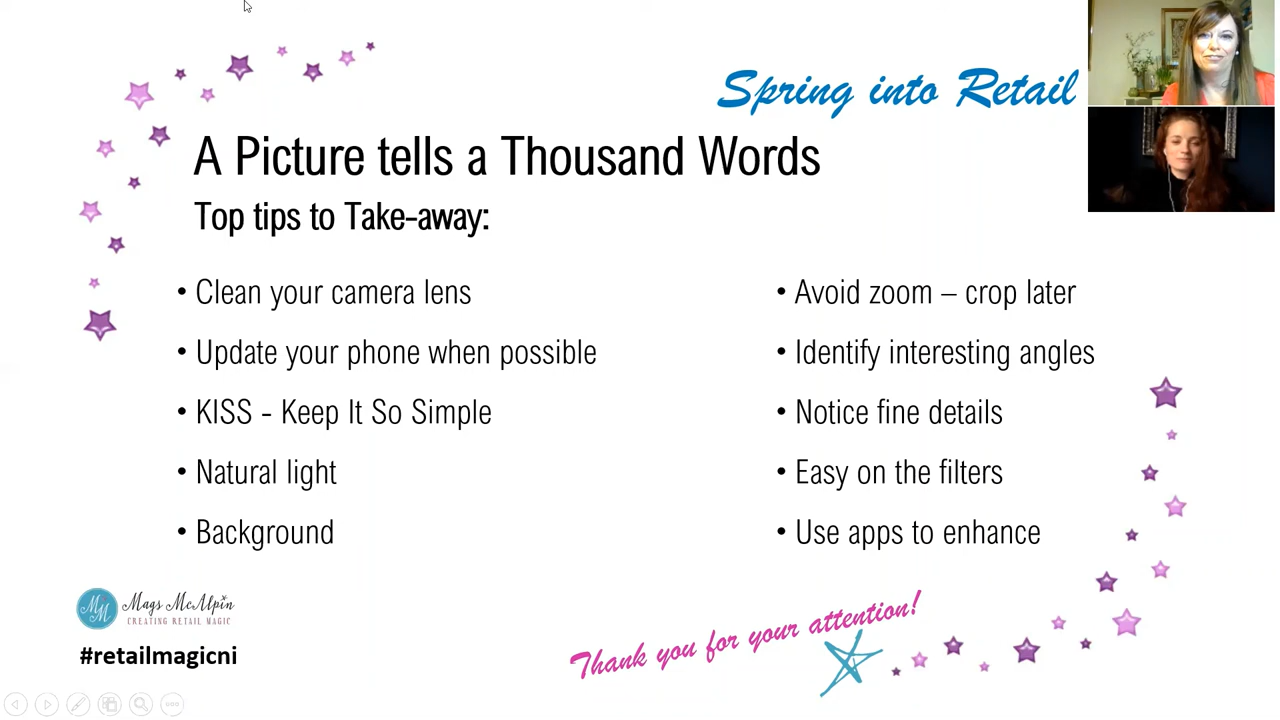 Spring into Retail
A Picture tells a Thousand Words
Top tips to Take-away:
• Clean your camera lens
• Update your phone when possible
• KISS - Keep It So Simple
• Natural light
• Background
• Avoid zoom – crop later
• Identify interesting angles
• Notice fine details
• Easy on the filters
• Use apps to enhance
MM
Mags McAlpin
CREATING RETAIL MAGIC
#retailmagicni
Thank you for your attention!